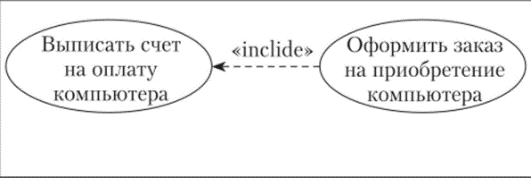 Выписать счет
на оплату
компьютера
«inclide»
Оформить заказ
на приобретение
компьютера